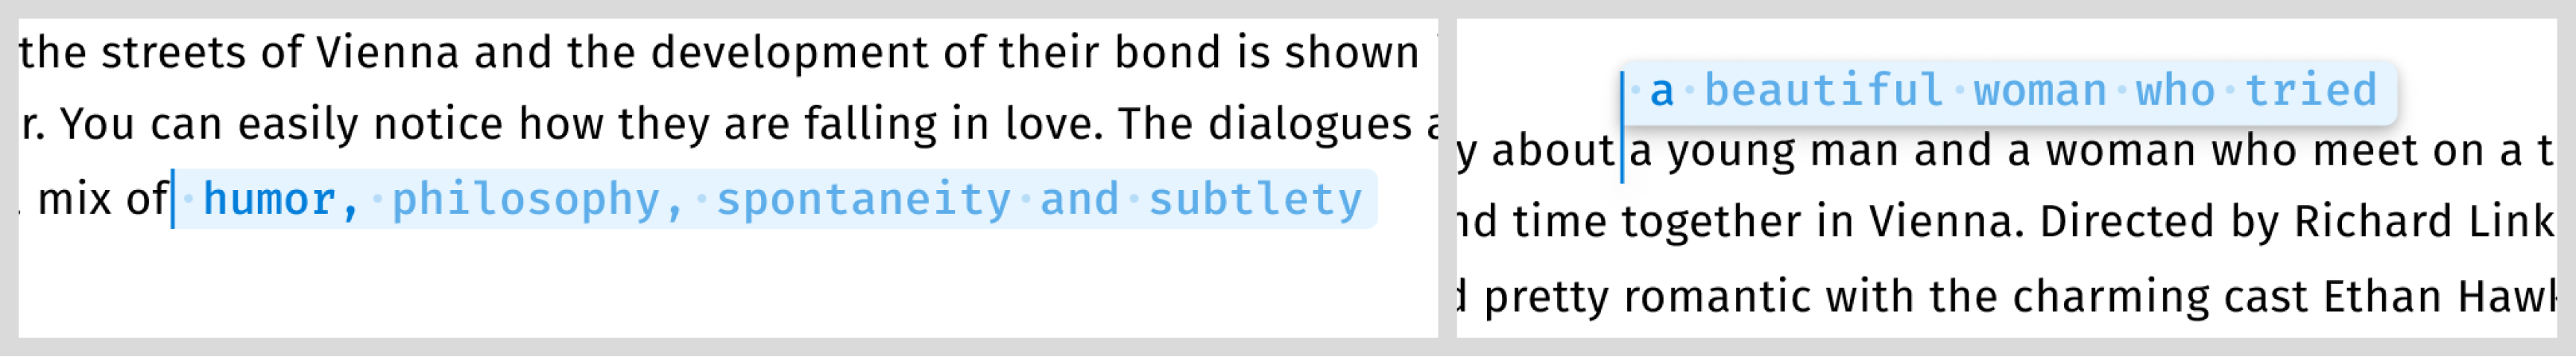 the streets of Vienna and the development of their bond is shown
r. You can easily notice how they are falling in love. The dialogues
mix of humor, philosophy, spontaneity and subtlety
a beautiful woman who tried
y about a young man and a woman who meet on a t
nd time together in Vienna. Directed by Richard Link
d pretty romantic with the charming cast Ethan Hawk